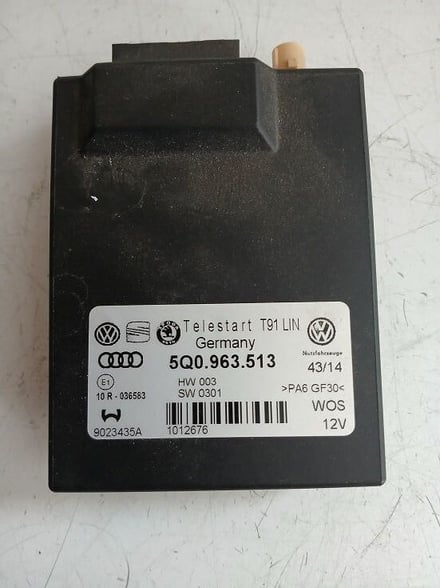 Telestart T91 LIN
Germany
Nutzfahrzeuge
5Q0.963.513
43/14
E1
HW 003
>PA6 GF30<
10 R - 036583
SW 0301
WOS
9023435A
1012676
12V